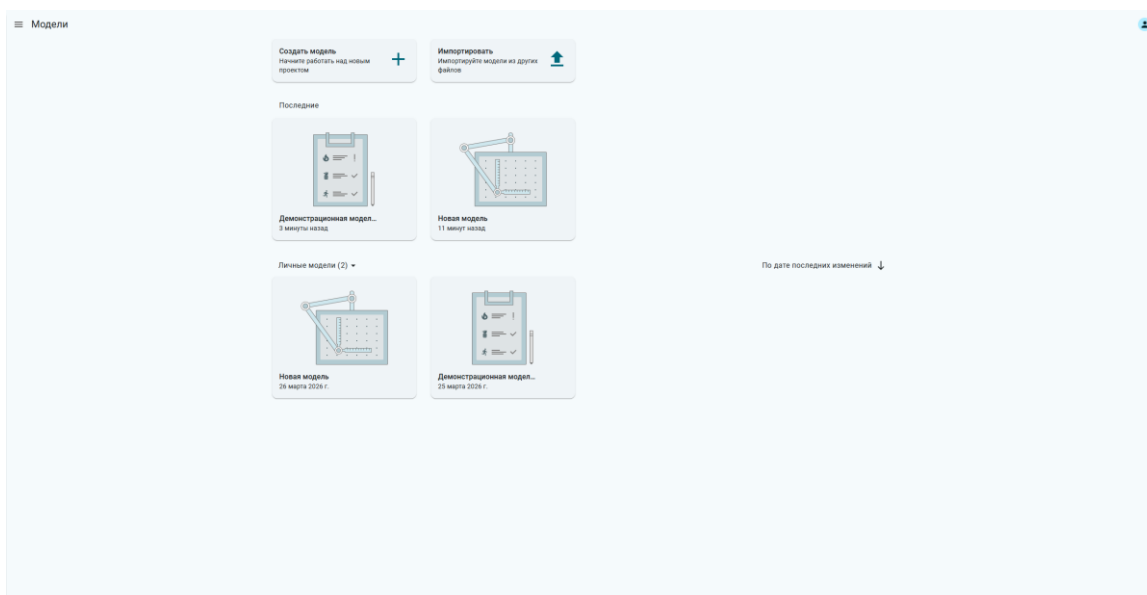 Модели
Создать модель
Начните работать над новым
проектом
Импортировать
Импортируйте модели из других
файлов
Последние
Демонстрационная модел...
3 минуты назад
Новая модель
11 минут назад
Личные модели (2)
По дате последних изменений
Новая модель
26 марта 2026 г.
Демонстрационная модел...
25 марта 2026 г.